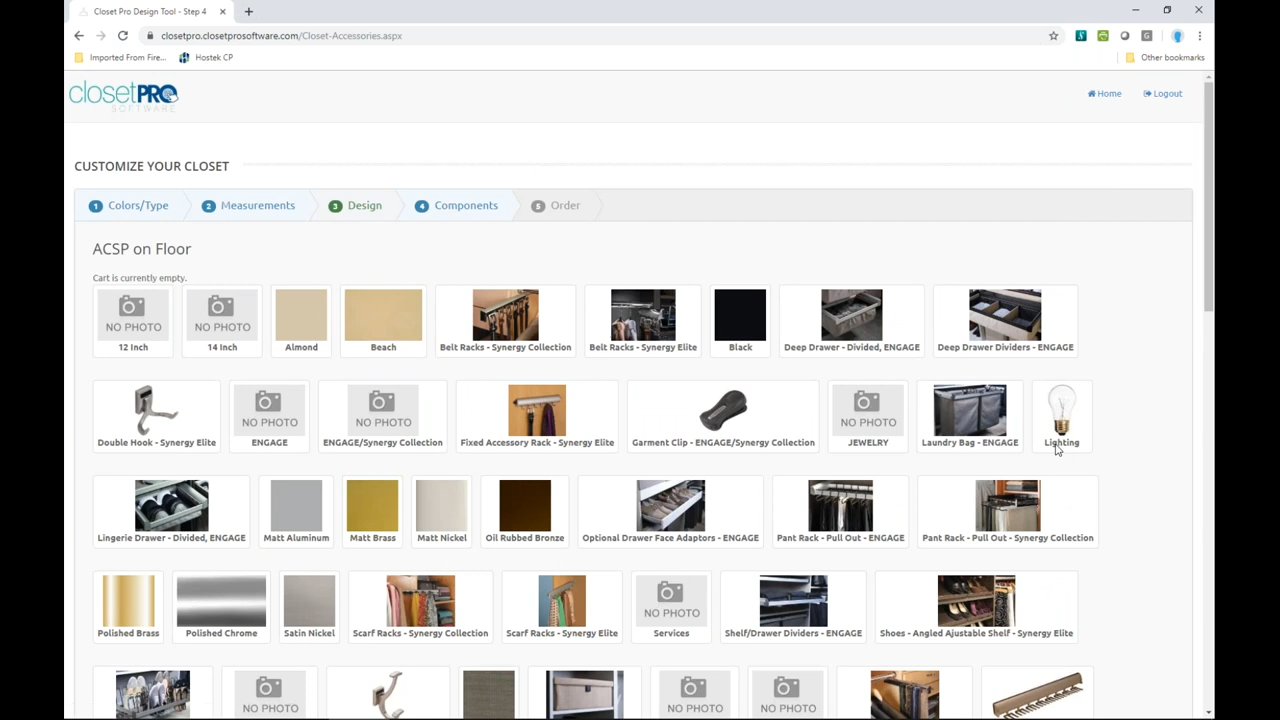 Closet Pro Design Tool - Step 4
closetpro.closetprosoftware.com/Closet-Accessories.aspx
Imported From Fire... Hostek CP Other bookmarks
closetPRO
SOFTWARE
Home Logout
CUSTOMIZE YOUR CLOSET
1 Colors/Type 2 Measurements 3 Design 4 Components 5 Order
ACSP on Floor
Cart is currently empty.
NO PHOTO NO PHOTO
12 Inch 14 Inch Almond Beach Belt Racks - Synergy Collection Belt Racks - Synergy Elite Black Deep Drawer - Divided, ENGAGE Deep Drawer Dividers - ENGAGE
NO PHOTO NO PHOTO NO PHOTO
Double Hook - Synergy Elite ENGAGE ENGAGE/Synergy Collection Fixed Accessory Rack - Synergy Elite Garment Clip - ENGAGE/Synergy Collection JEWELRY Laundry Bag - ENGAGE Lighting
Lingerie Drawer - Divided, ENGAGE Matt Aluminum Matt Brass Matt Nickel Oil Rubbed Bronze Optional Drawer Face Adaptors - ENGAGE Pant Rack - Pull Out - ENGAGE Pant Rack - Pull Out - Synergy Collection
NO PHOTO
Polished Brass Polished Chrome Satin Nickel Scarf Racks - Synergy Collection Scarf Racks - Synergy Elite Services Shelf/Drawer Dividers - ENGAGE Shoes - Angled Ajustable Shelf - Synergy Elite
NO PHOTO NO PHOTO NO PHOTO